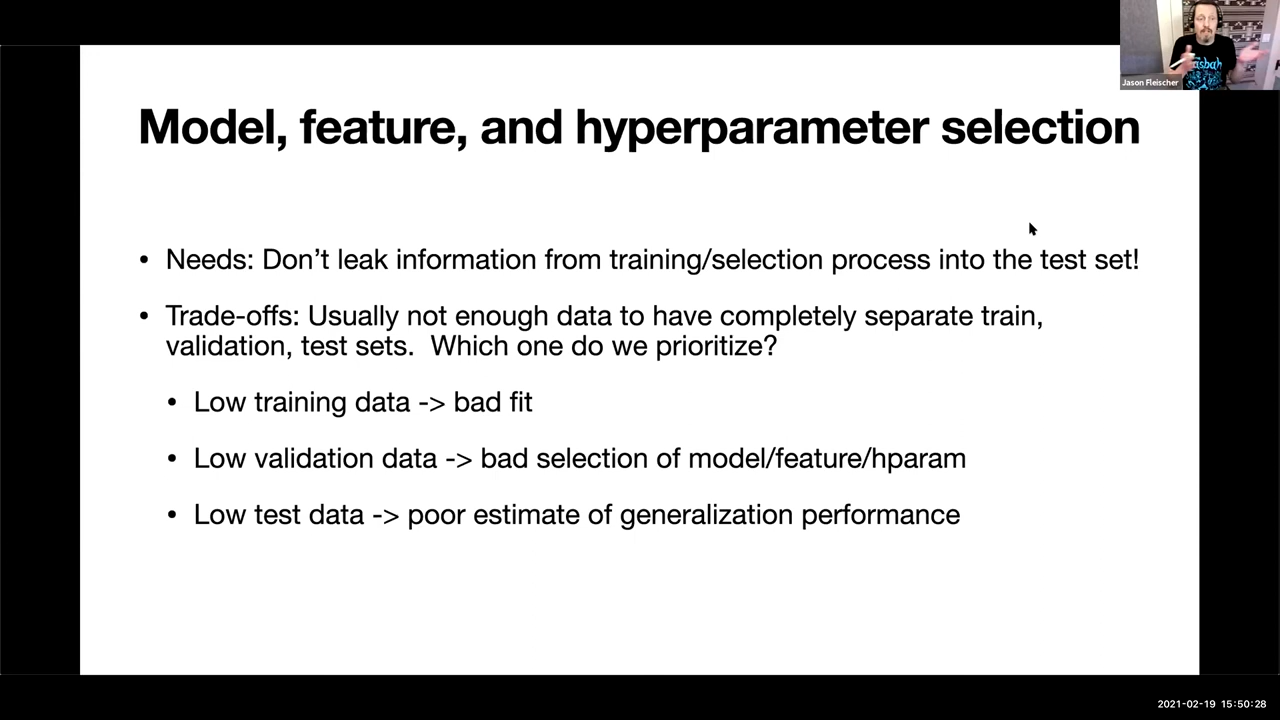 Jason Fleischer
Model, feature, and hyperparameter selection
• Needs: Don’t leak information from training/selection process into the test set!
• Trade-offs: Usually not enough data to have completely separate train,
validation, test sets.  Which one do we prioritize?
• Low training data -> bad fit
• Low validation data -> bad selection of model/feature/hparam
• Low test data -> poor estimate of generalization performance
2021-02-19 15:50:28